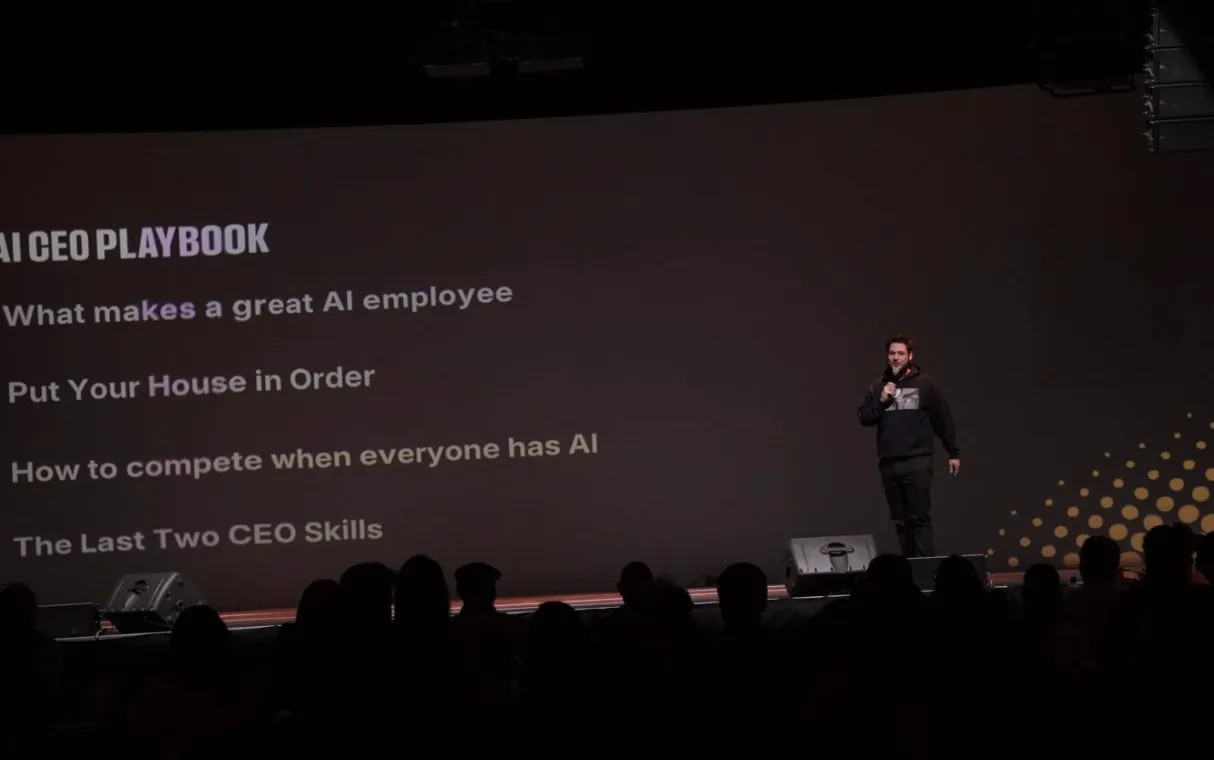 AI CEO PLAYBOOK
What makes a great AI employee
Put Your House in Order
How to compete when everyone has AI
The Last Two CEO Skills